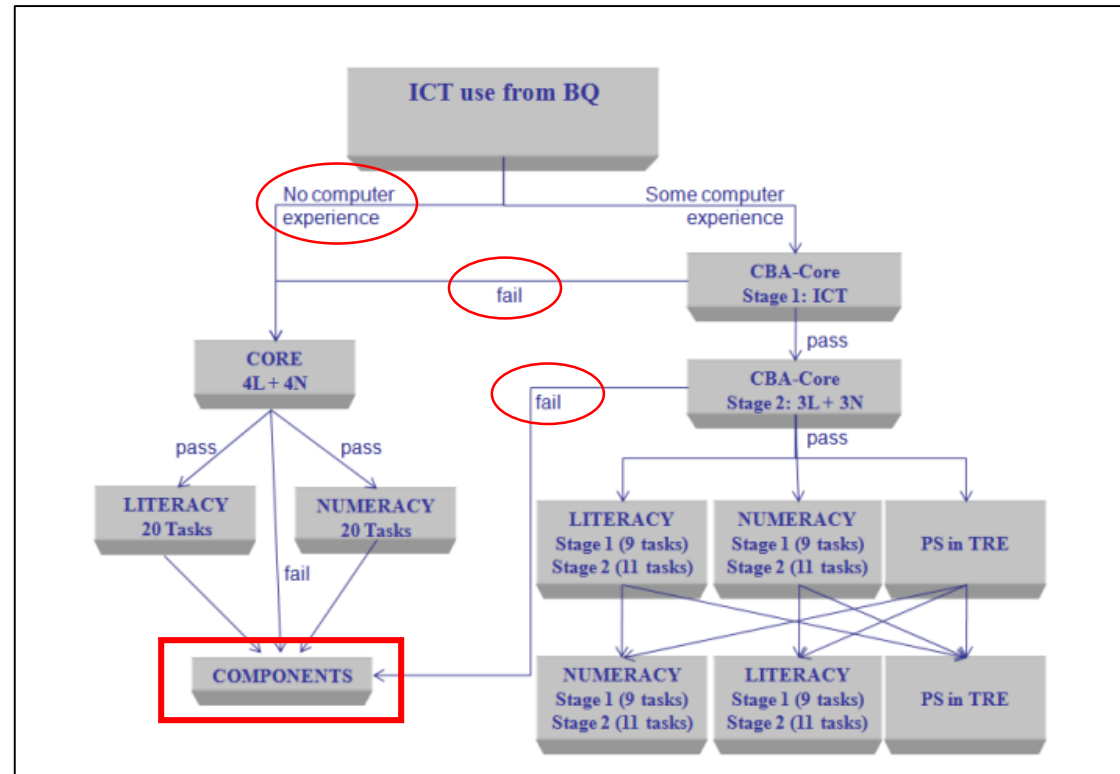 ICT use from BQ
No computer
experience
Some computer
experience
CBA-Core
Stage 1: ICT
fail
pass
CORE
4L + 4N
CBA-Core
Stage 2: 3L + 3N
fail
pass
pass
pass
LITERACY
20 Tasks
NUMERACY
20 Tasks
LITERACY
Stage 1 (9 tasks)
Stage 2 (11 tasks)
NUMERACY
Stage 1 (9 tasks)
Stage 2 (11 tasks)
PS in TRE
fail
COMPONENTS
NUMERACY
Stage 1 (9 tasks)
Stage 2 (11 tasks)
LITERACY
Stage 1 (9 tasks)
Stage 2 (11 tasks)
PS in TRE